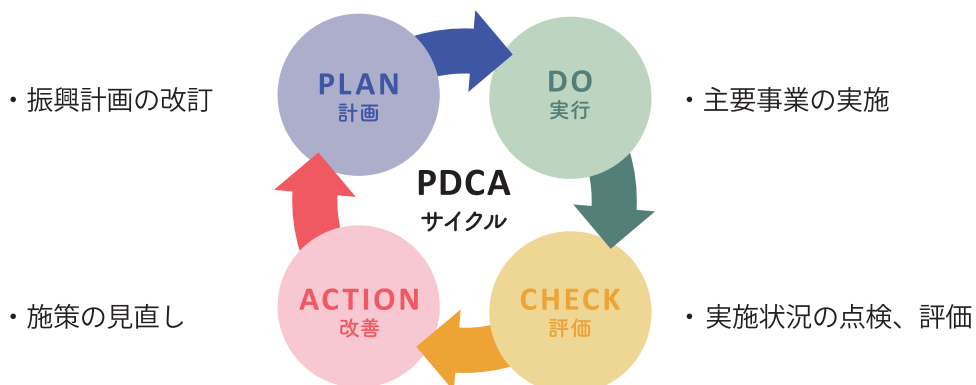 ・振興計画の改訂
PLAN
計画
DO
実行
・主要事業の実施
PDCA
サイクル
・施策の見直し
ACTION
改善
CHECK
評価
・実施状況の点検、評価